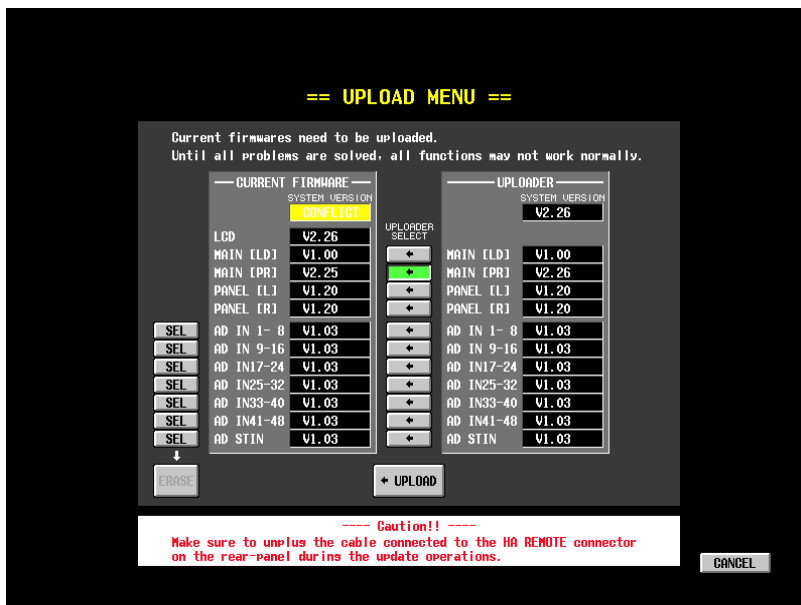 == UPLOAD MENU ==
Current firmwares need to be uploaded.
Until all problems are solved, all functions may not work normally.
CURRENT FIRMWARE
UPLOADER
SYSTEM VERSION
SYSTEM VERSION
CONFLICT
V2.26
UPLOADER SELECT
LCD V2.26
MAIN [LD] V1.00 ← MAIN [LD] V1.00
MAIN [PR] V2.25 ← MAIN [PR] V2.26
PANEL [L] V1.20 ← PANEL [L] V1.20
PANEL [R] V1.20 ← PANEL [R] V1.20
SEL AD IN 1- 8 V1.03 ← AD IN 1- 8 V1.03
SEL AD IN 9-16 V1.03 ← AD IN 9-16 V1.03
SEL AD IN17-24 V1.03 ← AD IN17-24 V1.03
SEL AD IN25-32 V1.03 ← AD IN25-32 V1.03
SEL AD IN33-40 V1.03 ← AD IN33-40 V1.03
SEL AD IN41-48 V1.03 ← AD IN41-48 V1.03
SEL AD STIN V1.03 ← AD STIN V1.03
↓
ERASE
← UPLOAD
---- Caution!! ----
Make sure to unplug the cable connected to the HA REMOTE connector
on the rear-panel during the update operations.
CANCEL